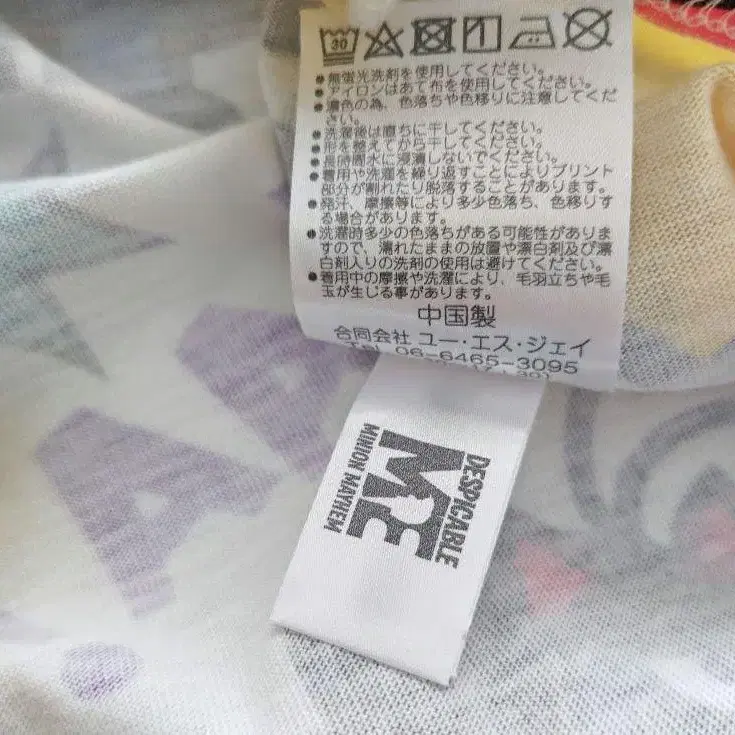 30
●無蛍光洗剤を使用してください。
●アイロンはあて布を使用してください。
●濃色の為、色落ちや色移りに注意してくだ
さい。
●洗濯後は直ちに干してください。
●形を整えてから干してください。
●長時間水に浸漬しないでください。
●着用や洗濯を繰り返すことによりプリント
部分が割れたり脱落することがあります。
●発汗、摩擦等により多少色落ち、色移りす
る場合があります。
●洗濯時多少の色落ちがある可能性がありま
すので、濡れたままの放置や漂白剤及び漂
白剤入りの洗剤の使用は避けてください。
●着用中の摩擦や洗濯により、毛羽立ちや毛
玉が生じる事があります。
中国製
合同会社 ユー・エス・ジェイ
TEL 06-6465-3095
DESPICABLE
ME
MINION MAYHEM